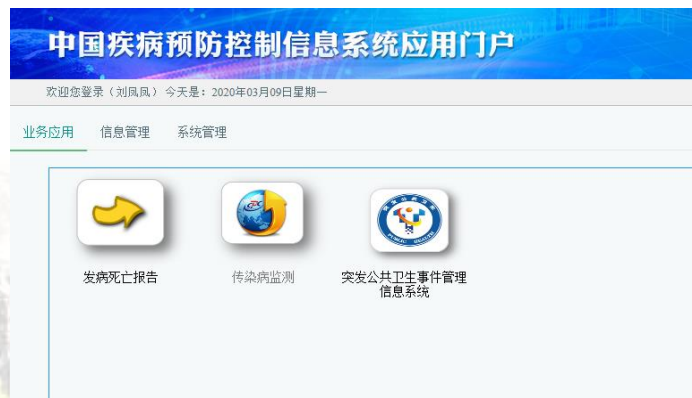 中国疾病预防控制信息系统应用门户
欢迎您登录（刘凤凤）今天是：2020年03月09日星期一
业务应用 信息管理 系统管理
发病死亡报告 传染病监测 突发公共卫生事件管理
信息系统